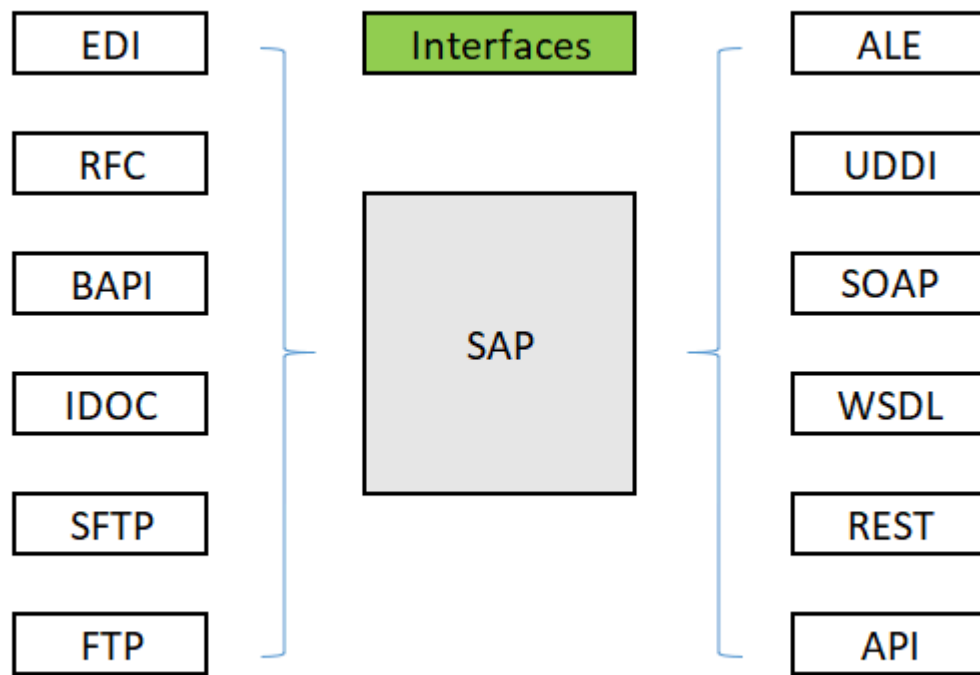 EDI
Interfaces
ALE
RFC
UDDI
BAPI
SAP
SOAP
IDOC
WSDL
SFTP
REST
FTP
API